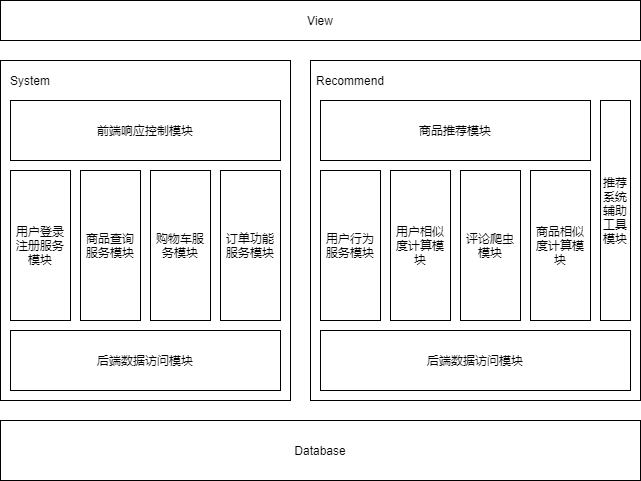 View
System
Recommend
前端响应控制模块
商品推荐模块
推荐
系统
辅助
工具
模块
用户登录
注册服务
模块
商品查询
服务模块
购物车服
务模块
订单功能
服务模块
用户行为
服务模块
用户相似
度计算模
块
评论爬虫
模块
商品相似
度计算模
块
后端数据访问模块
后端数据访问模块
Database